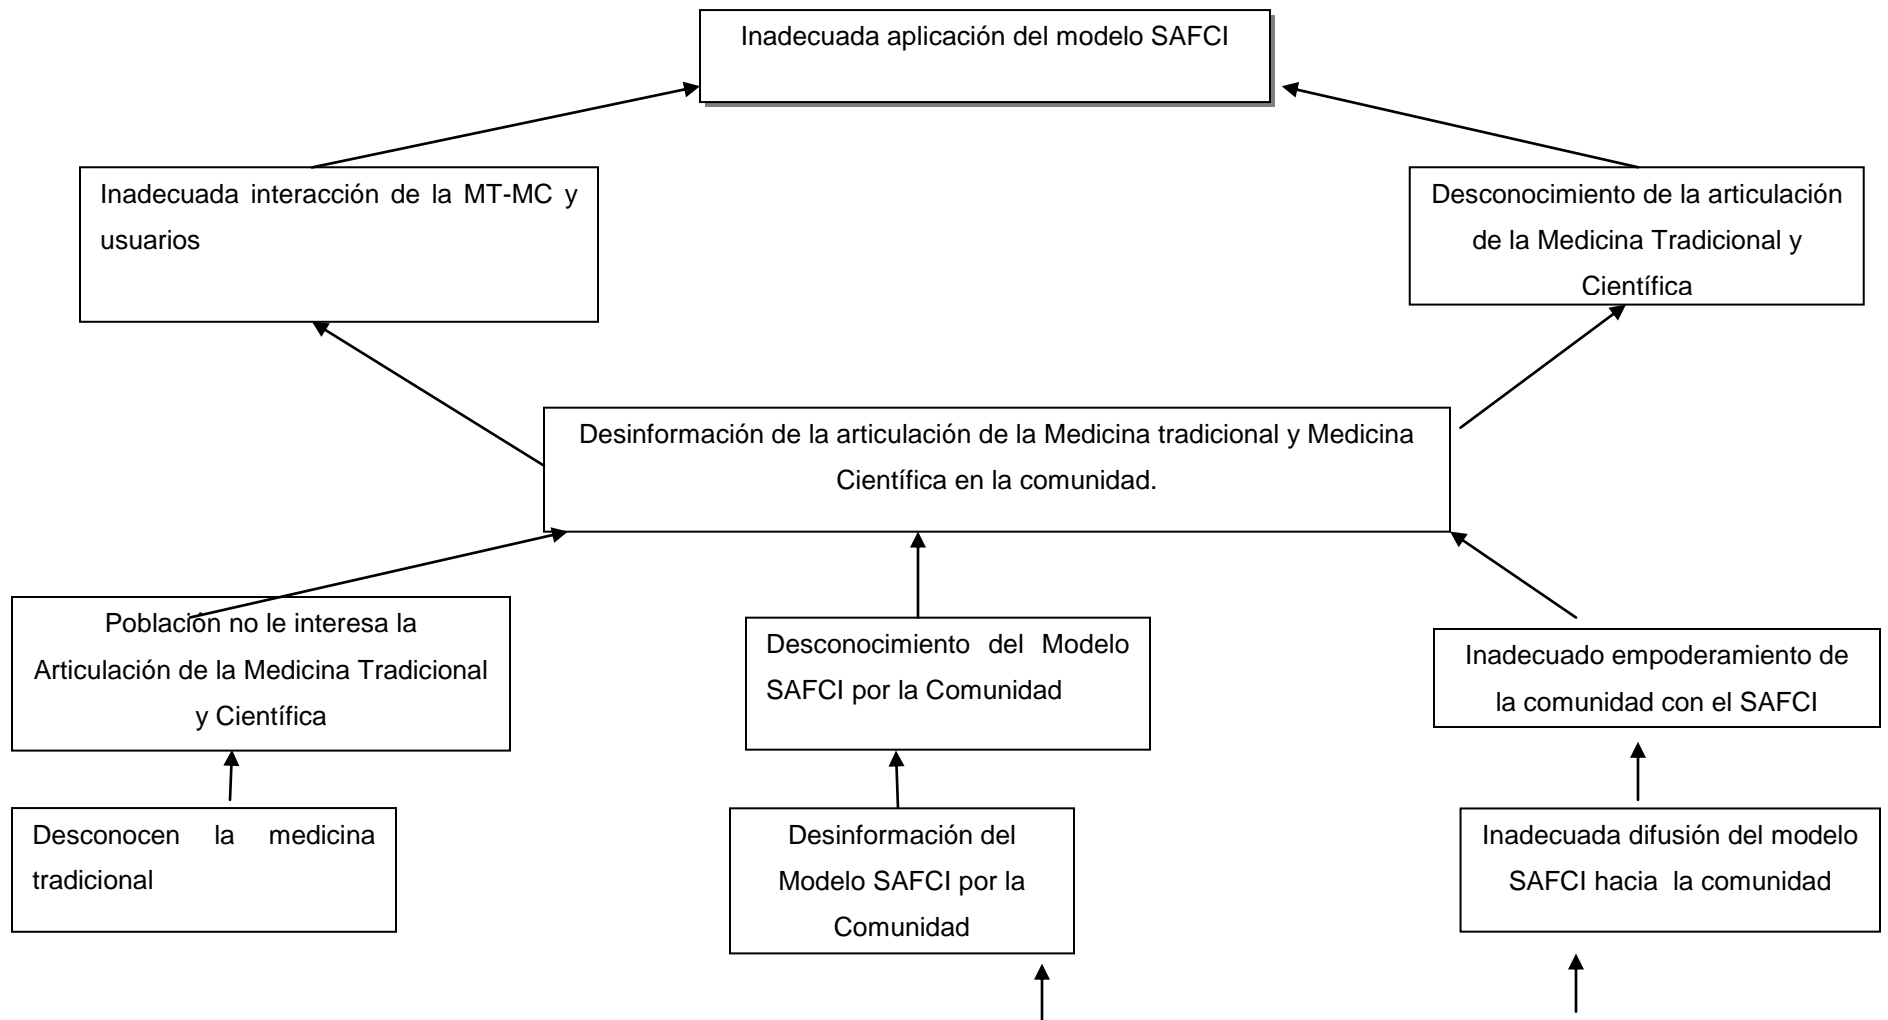 Inadecuada aplicación del modelo SAFCI
Inadecuada interacción de la MT-MC y
usuarios
Desconocimiento de la articulación
de la Medicina Tradicional y
Científica
Desinformación de la articulación de la Medicina tradicional y Medicina
Científica en la comunidad.
Población no le interesa la
Articulación de la Medicina Tradicional
y Científica
Desconocimiento del Modelo
SAFCI por la Comunidad
Inadecuado empoderamiento de
la comunidad con el SAFCI
Desconocen la medicina
tradicional
Desinformación del
Modelo SAFCI por la
Comunidad
Inadecuada difusión del modelo
SAFCI hacia la comunidad